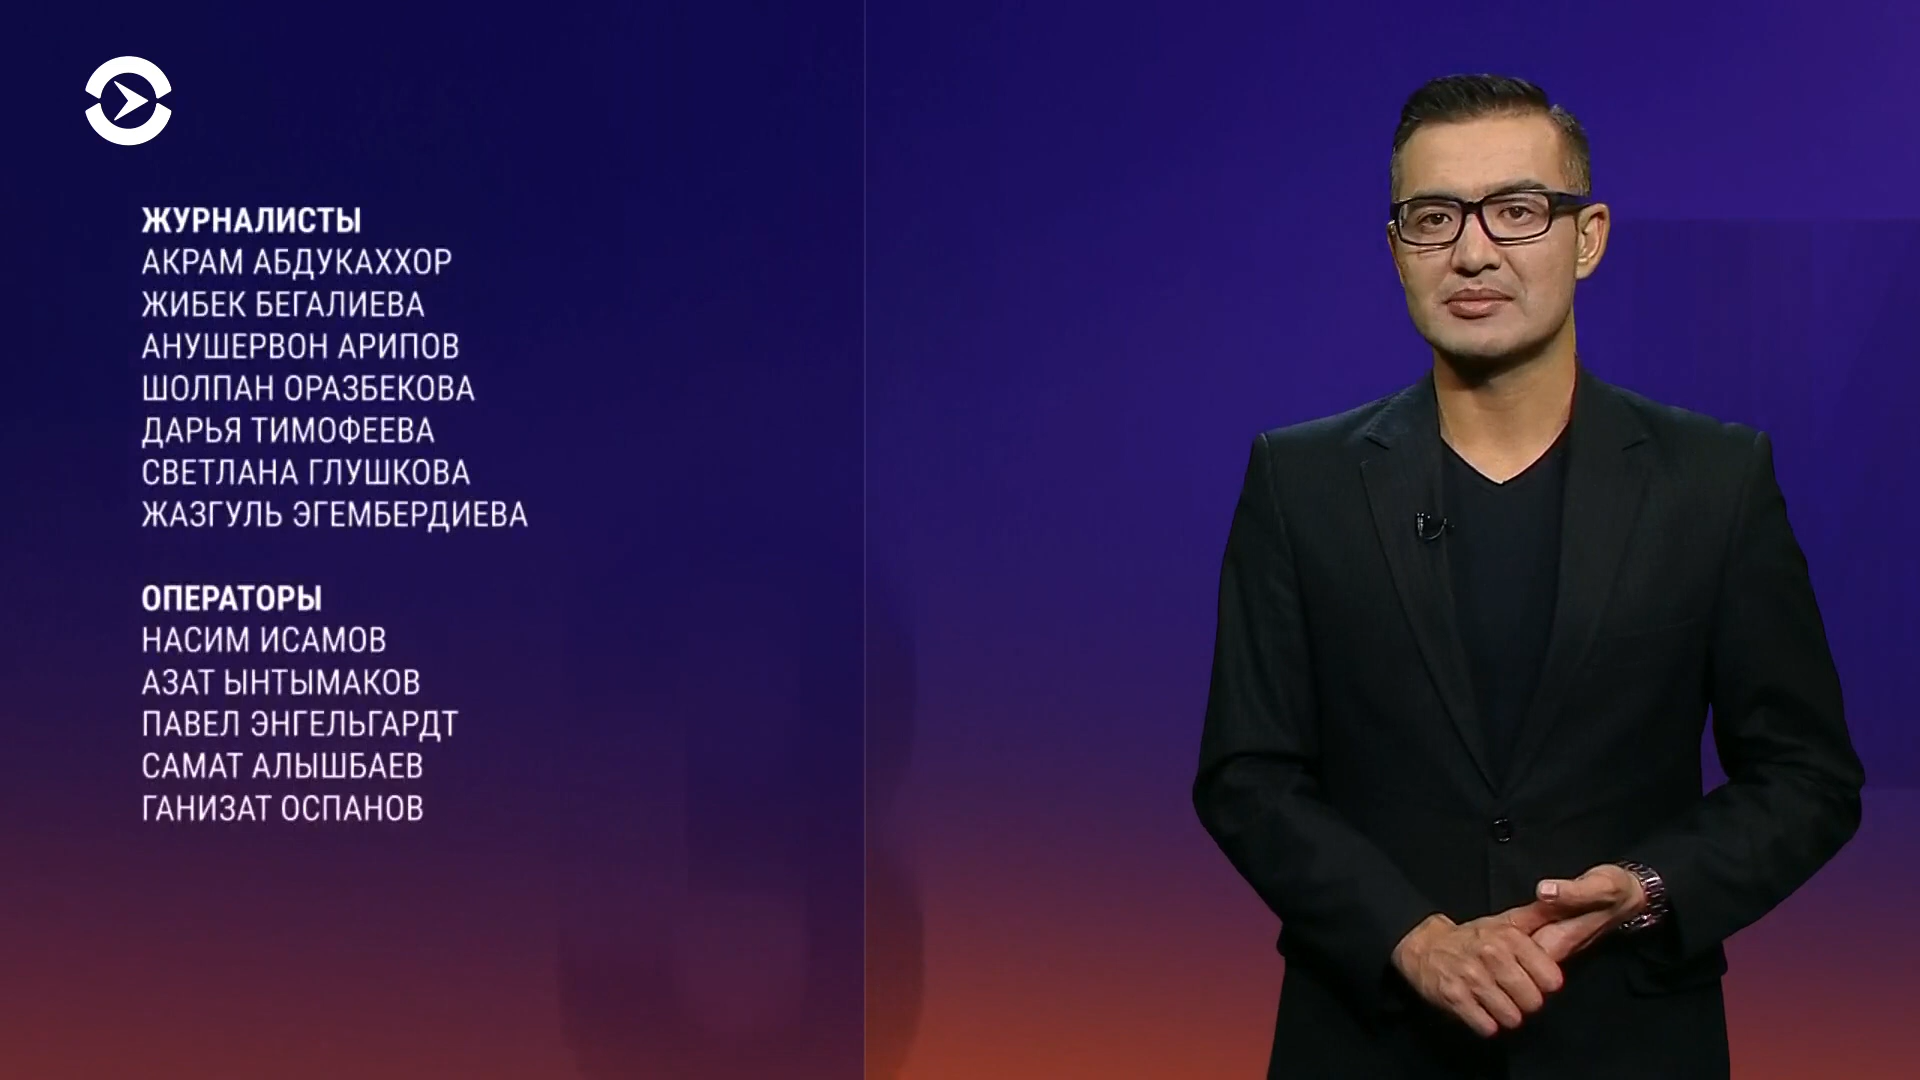 ЖУРНАЛИСТЫ
АКРАМ АБДУКАХХОР
ЖИБЕК БЕГАЛИЕВА
АНУШЕРВОН АРИПОВ
ШОЛПАН ОРАЗБЕКОВА
ДАРЬЯ ТИМОФЕЕВА
СВЕТЛАНА ГЛУШКОВА
ЖАЗГУЛЬ ЭГЕМБЕРДИЕВА
ОПЕРАТОРЫ
НАСИМ ИСАМОВ
АЗАТ ЫНТЫМАКОВ
ПАВЕЛ ЭНГЕЛЬГАРДТ
САМАТ АЛЫШБАЕВ
ГАНИЗАТ ОСПАНОВ